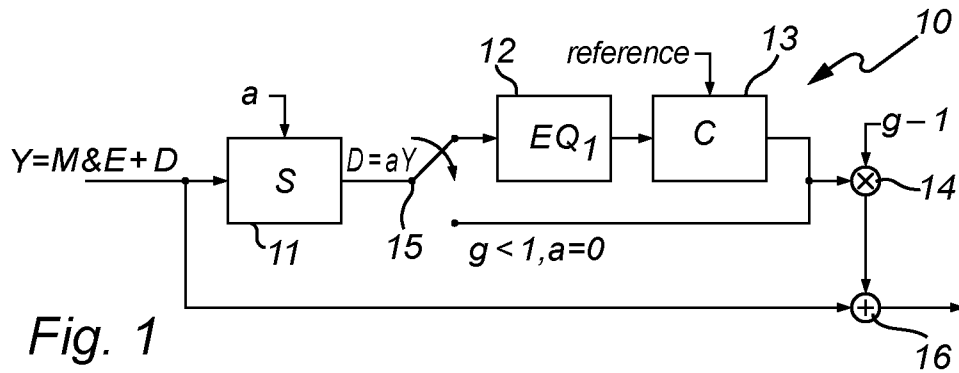 10
12
reference
13
a
EQ1
C
g – 1
Y=M&E+D
S
D=aY
14
11
15
g < 1, a=0
Fig. 1
16